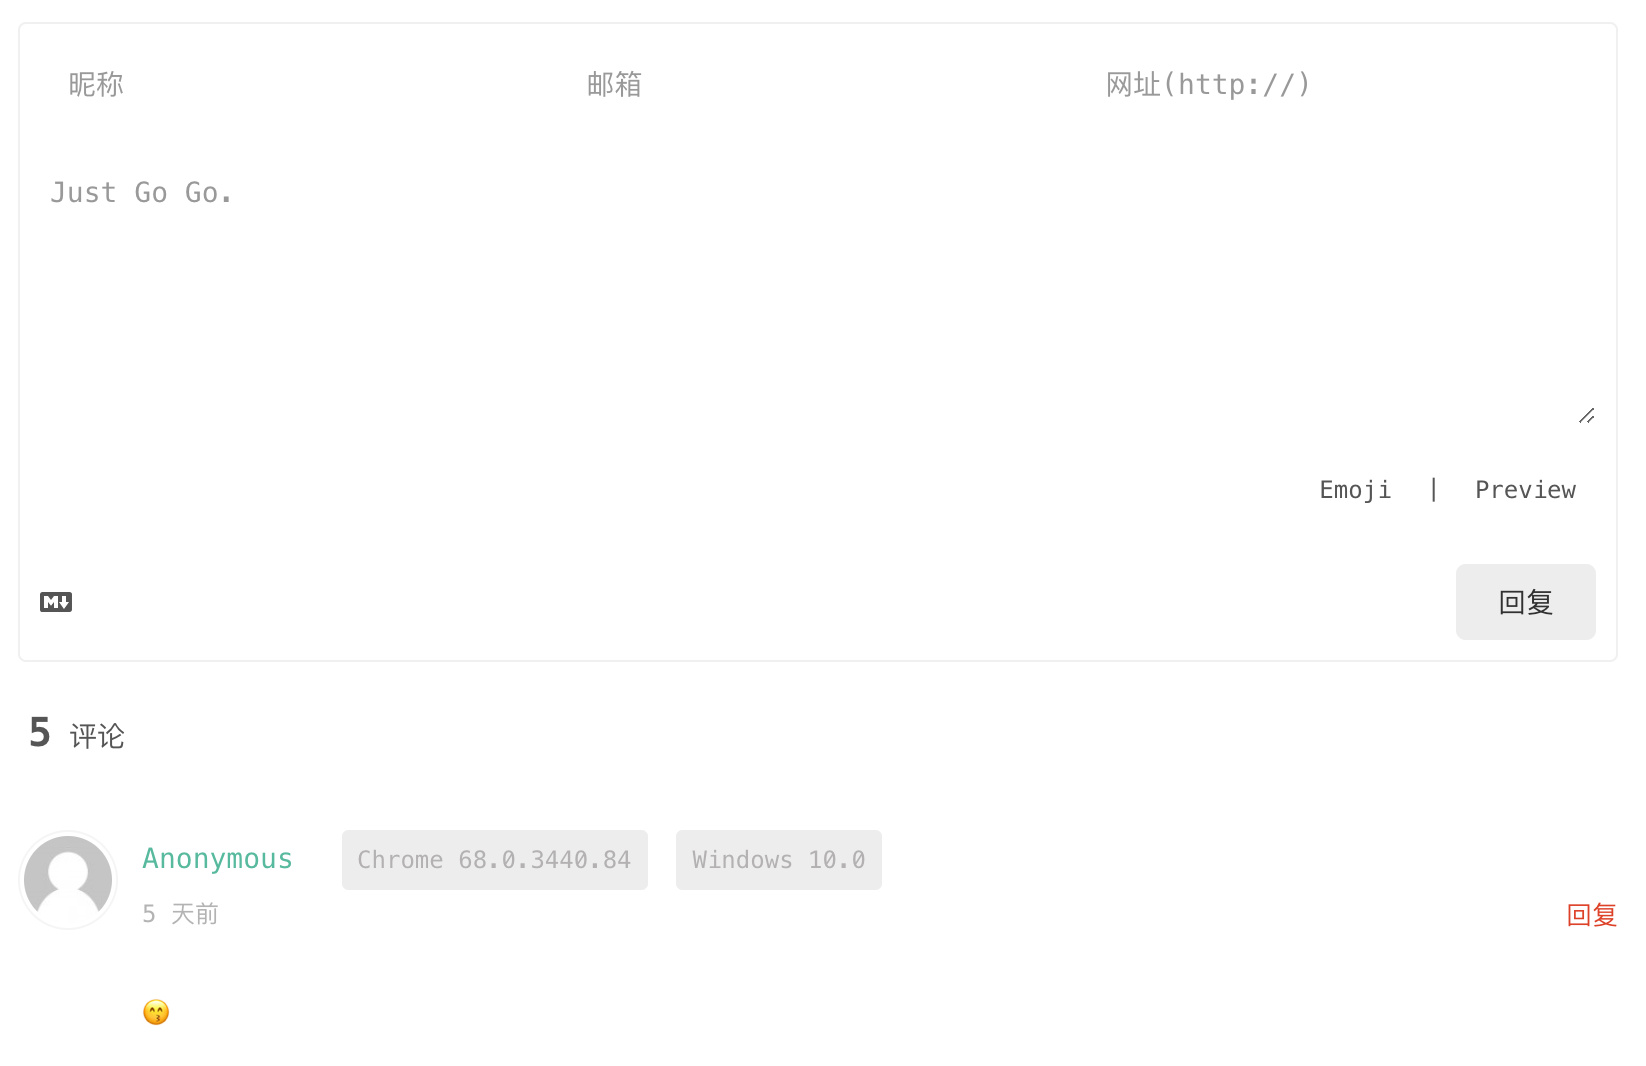 昵称 邮箱 网址(http://)
Just Go Go.
Emoji | Preview
M↓ 回复
5 评论
Anonymous Chrome 68.0.3440.84 Windows 10.0
5 天前 回复
😙